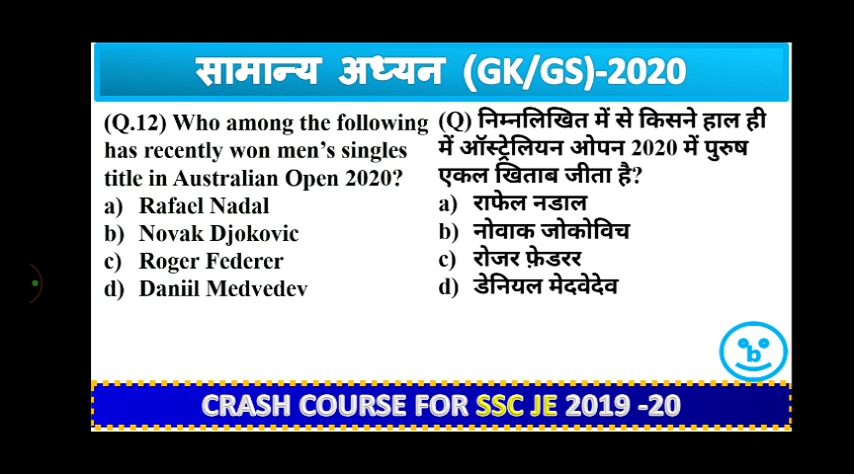 सामान्य अध्यन (GK/GS)-2020
(Q.12) Who among the following
has recently won men's singles
title in Australian Open 2020?
a) Rafael Nadal
b) Novak Djokovic
c) Roger Federer
d) Daniil Medvedev
(Q) निम्नलिखित में से किसने हाल ही
में ऑस्ट्रेलियन ओपन 2020 में पुरुष
एकल खिताब जीता है?
a) राफेल नडाल
b) नोवाक जोकोविच
c) रोजर फ़ेडरर
d) डेनियल मेदवेदेव
b
CRASH COURSE FOR SSC JE 2019 -20